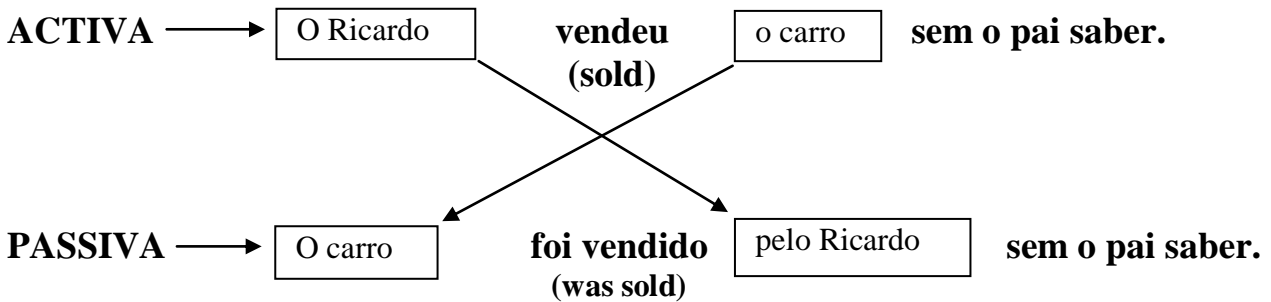 ACTIVA O Ricardo vendeu o carro sem o pai saber.
(sold)
PASSIVA O carro foi vendido pelo Ricardo sem o pai saber.
(was sold)